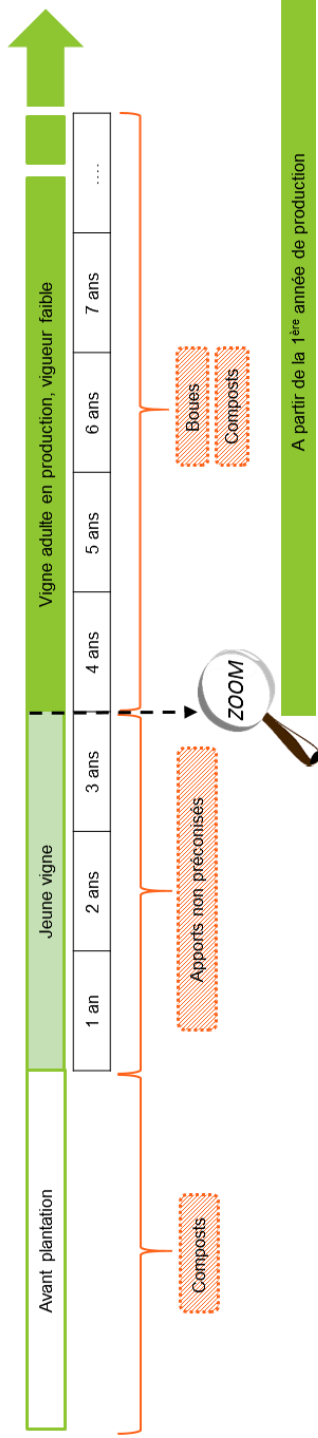 Avant plantation
Jeune vigne
Vigne adulte en production, vigueur faible
1 an
2 ans
3 ans
4 ans
5 ans
6 ans
7 ans
....
Composts
Apports non préconisés
Boues
Composts
ZOOM
A partir de la 1ère année de production